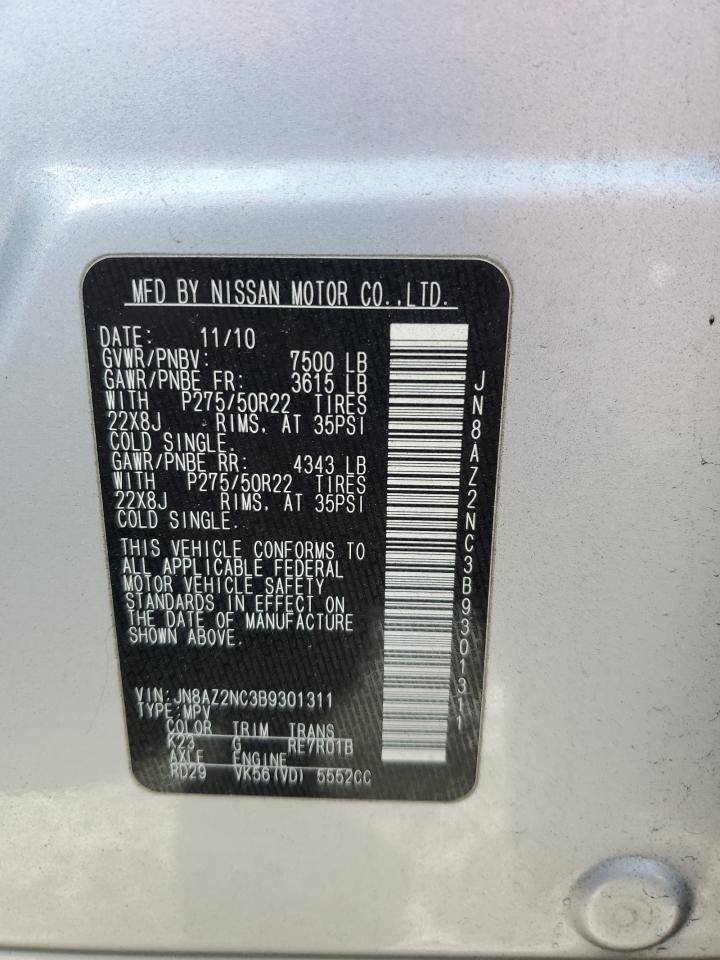 MFD BY NISSAN MOTOR CO.,LTD.
DATE: 11/10
GVWR/PNBV: 7500 LB
GAWR/PNBE FR: 3615 LB
WITH P275/50R22 TIRES
22X8J RIMS, AT 35PSI
COLD SINGLE.
GAWR/PNBE RR: 4343 LB
WITH P275/50R22 TIRES
22X8J RIMS, AT 35PSI
COLD SINGLE.
THIS VEHICLE CONFORMS TO
ALL APPLICABLE FEDERAL
MOTOR VEHICLE SAFETY
STANDARDS IN EFFECT ON
THE DATE OF MANUFACTURE
SHOWN ABOVE.
VIN:JN8AZ2NC3B9301311
TYPE:MPV
COLOR TRIM TRANS
K23 G RE7R01B
AXLE ENGINE
RD29 VK56(VD) 5552CC
JN8AZ2NC3B9301311